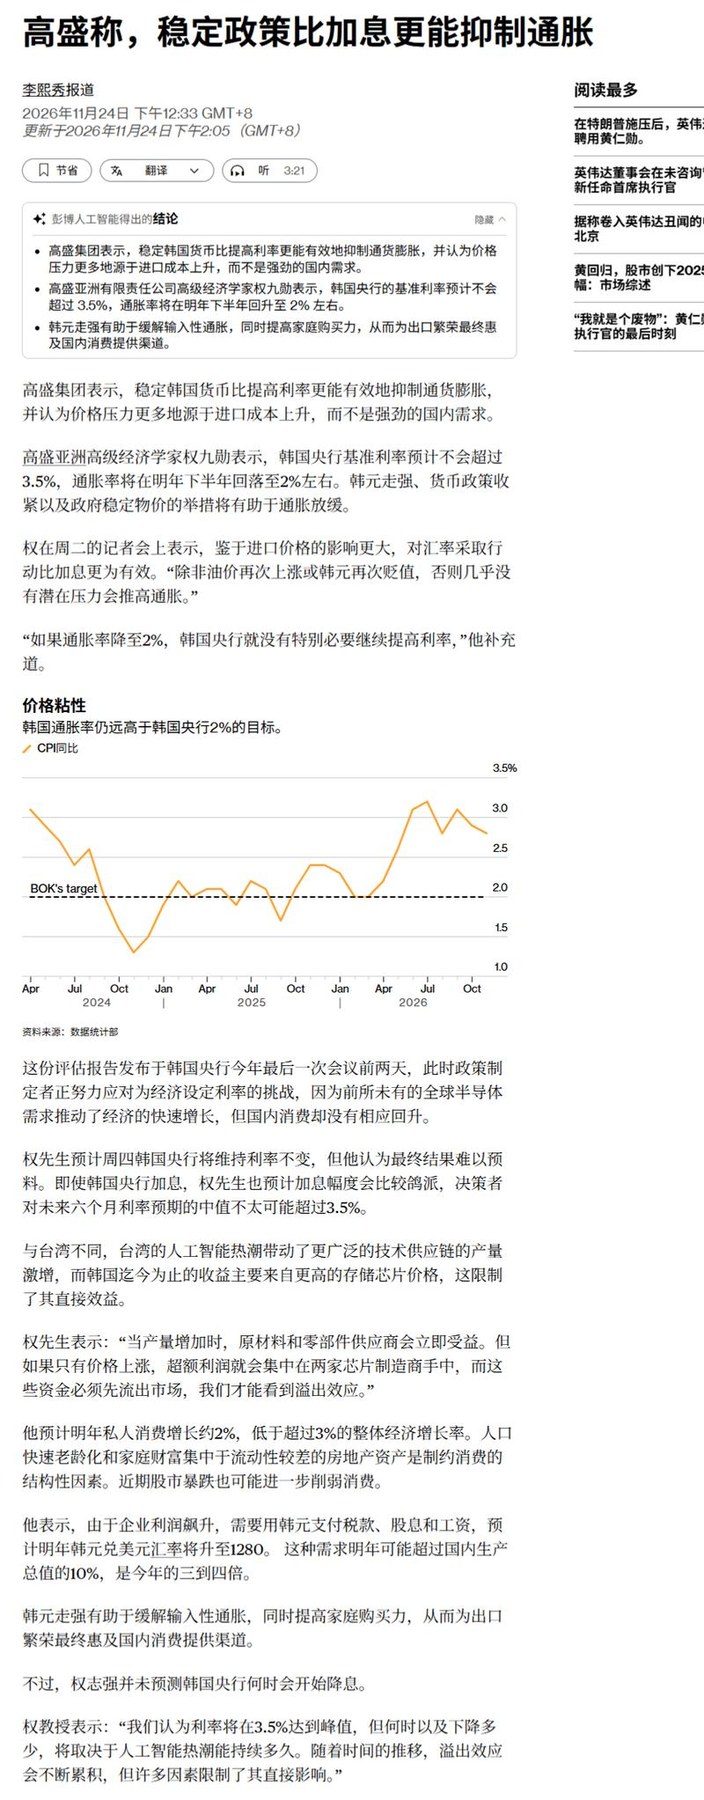 高盛称，稳定政策比加息更能抑制通胀
李熙秀报道
2026年11月24日 下午12:33 GMT+8
更新于2026年11月24日下午2:05（GMT+8）
节省
翻译
听 3:21
彭博人工智能得出的结论
隐藏
• 高盛集团表示，稳定韩国货币比提高利率更能有效地抑制通货膨胀，并认为价格
压力更多地源于进口成本上升，而不是强劲的国内需求。
• 高盛亚洲有限责任公司高级经济学家权九勋表示，韩国央行的基准利率预计不会
超过 3.5%，通胀率将在明年下半年回升至 2% 左右。
• 韩元走强有助于缓解输入性通胀，同时提高家庭购买力，从而为出口繁荣最终惠
及国内消费提供渠道。
阅读最多
在特朗普施压后，英伟
聘用黄仁勋。
英伟达董事会在未咨询
新任命首席执行官
据称卷入英伟达丑闻的
北京
黄回归，股市创下2025
幅：市场综述
“我就是个废物”：黄仁
执行官的最后时刻
高盛集团表示，稳定韩国货币比提高利率更能有效地抑制通货膨胀，
并认为价格压力更多地源于进口成本上升，而不是强劲的国内需求。
高盛亚洲高级经济学家权九勋表示，韩国央行基准利率预计不会超过
3.5%，通胀率将在明年下半年回落至2%左右。韩元走强、货币政策收
紧以及政府稳定物价的举措将有助于通胀放缓。
权在周二的记者会上表示，鉴于进口价格的影响更大，对汇率采取行
动比加息更为有效。“除非油价再次上涨或韩元再次贬值，否则几乎没
有潜在压力会推高通胀。”
“如果通胀率降至2%，韩国央行就没有特别必要继续提高利率，”他补充
道。
价格粘性
韩国通胀率仍远高于韩国央行2%的目标。
CPI同比
3.5%
3.0
2.5
BOK's target
2.0
1.5
1.0
Apr Jul Oct Jan Apr Jul Oct Jan Apr Jul Oct
2024 | 2025 | 2026
资料来源：数据统计部
这份评估报告发布于韩国央行今年最后一次会议前两天，此时政策制
定者正努力应对为经济设定利率的挑战，因为前所未有的全球半导体
需求推动了经济的快速增长，但国内消费却没有相应回升。
权先生预计周四韩国央行将维持利率不变，但他认为最终结果难以预
料。即使韩国央行加息，权先生也预计加息幅度会比较鸽派，决策者
对未来六个月利率预期的中值不太可能超过3.5%。
与台湾不同，台湾的人工智能热潮带动了更广泛的技术供应链的产量
激增，而韩国迄今为止的收益主要来自更高的存储芯片价格，这限制
了其直接效益。
权先生表示：“当产量增加时，原材料和零部件供应商会立即受益。但
如果只有价格上涨，超额利润就会集中在两家芯片制造商手中，而这
些资金必须先流出市场，我们才能看到溢出效应。”
他预计明年私人消费增长约2%，低于超过3%的整体经济增长率。人口
快速老龄化和家庭财富集中于流动性较差的房地产资产是制约消费的
结构性因素。近期股市暴跌也可能进一步削弱消费。
他表示，由于企业利润飙升，需要用韩元支付税款、股息和工资，预
计明年韩元兑美元汇率将升至1280。 这种需求明年可能超过国内生产
总值的10%，是今年的三到四倍。
韩元走强有助于缓解输入性通胀，同时提高家庭购买力，从而为出口
繁荣最终惠及国内消费提供渠道。
不过，权志强并未预测韩国央行何时会开始降息。
权教授表示：“我们认为利率将在3.5%达到峰值，但何时以及下降多
少，将取决于人工智能热潮能持续多久。随着时间的推移，溢出效应
会不断累积，但许多因素限制了其直接影响。”